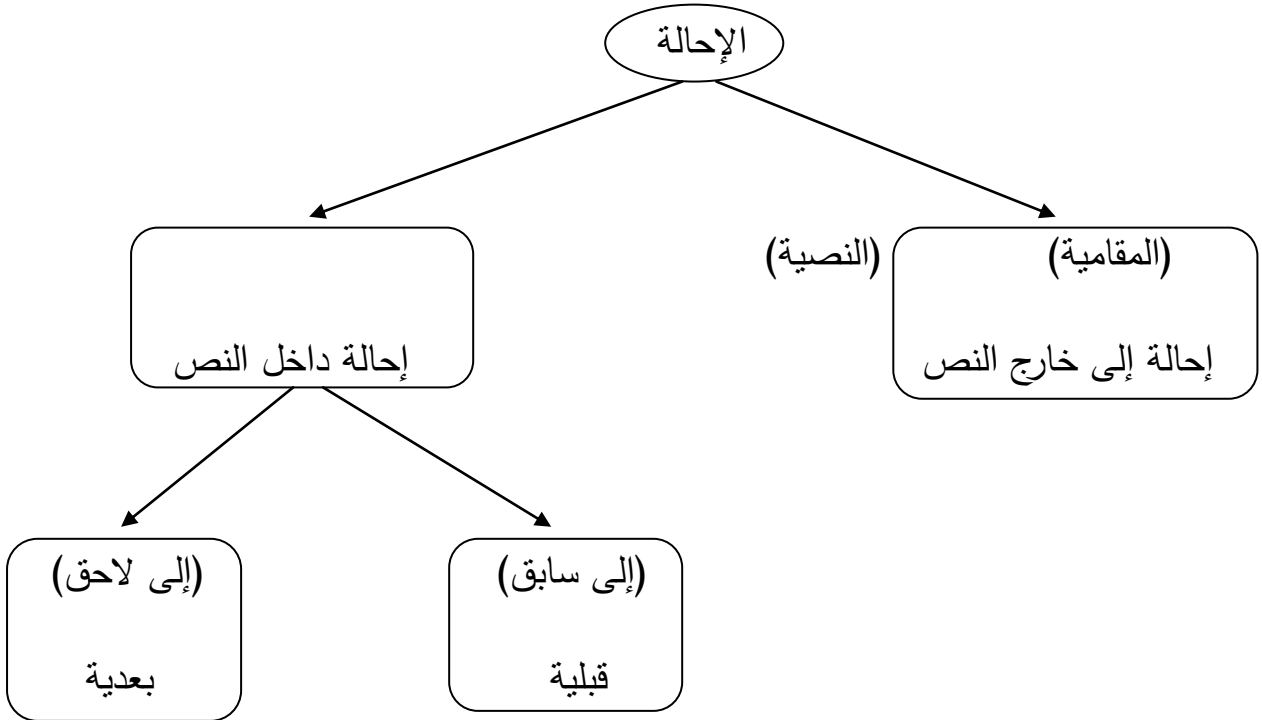 الإحالة
(المقامية) (النصية)
إحالة إلى خارج النص إحالة داخل النص
(إلى سابق) (إلى لاحق)
قبلية بعدية